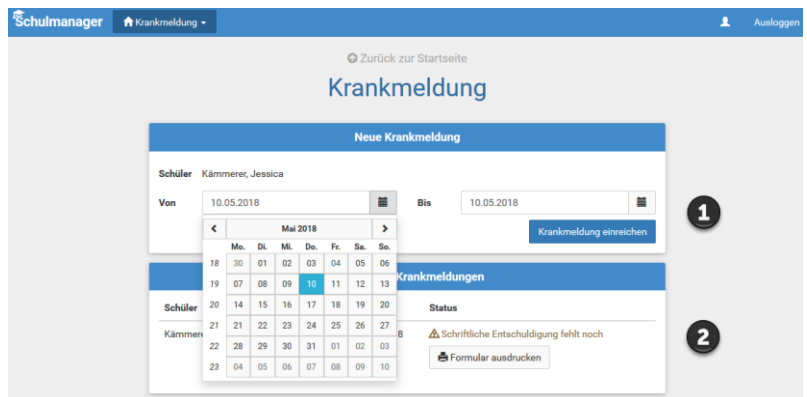 Schulmanager Krankmeldung Ausloggen
Zurück zur Startseite
Krankmeldung
Neue Krankmeldung
Schüler Kämmerer, Jessica
Von 10.05.2018 Bis 10.05.2018
1
Krankmeldung einreichen
Mai 2018
Mo. Di. Mi. Do. Fr. Sa. So.
18 30 01 02 03 04 05 06
19 07 08 09 10 11 12 13
20 14 15 16 17 18 19 20
21 21 22 23 24 25 26 27
22 28 29 30 31 01 02 03
23 04 05 06 07 08 09 10
Krankmeldungen
Schüler Status
Kämmere 8 Schriftliche Entschuldigung fehlt noch
2
Formular ausdrucken